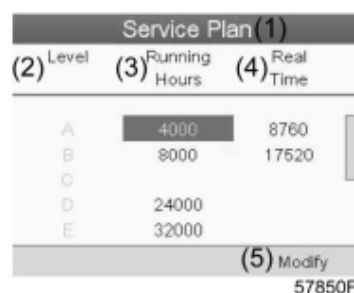 Service Plan (1)
(2) Level (3) Running Hours (4) Real Time
A 4000 8760
B 8000 17520
C
D 24000
E 32000
(5) Modify
57850F